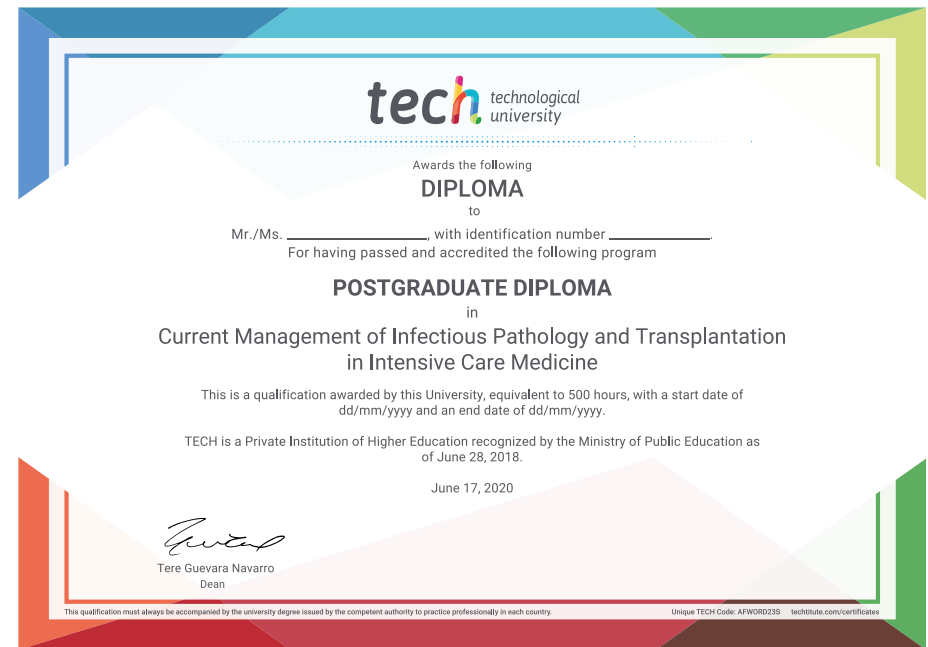 tech technological
university
Awards the following
DIPLOMA
to
Mr./Ms. ____________________, with identification number ______________.
For having passed and accredited the following program
POSTGRADUATE DIPLOMA
in
Current Management of Infectious Pathology and Transplantation
in Intensive Care Medicine
This is a qualification awarded by this University, equivalent to 500 hours, with a start date of
dd/mm/yyyy and an end date of dd/mm/yyyy.
TECH is a Private Institution of Higher Education recognized by the Ministry of Public Education as
of June 28, 2018.
June 17, 2020
Tere Guevara Navarro
Dean
This qualification must always be accompanied by the university degree issued by the competent authority to practice professionally in each country.
Unique TECH Code: AFWORD23S techtitute.com/certificates